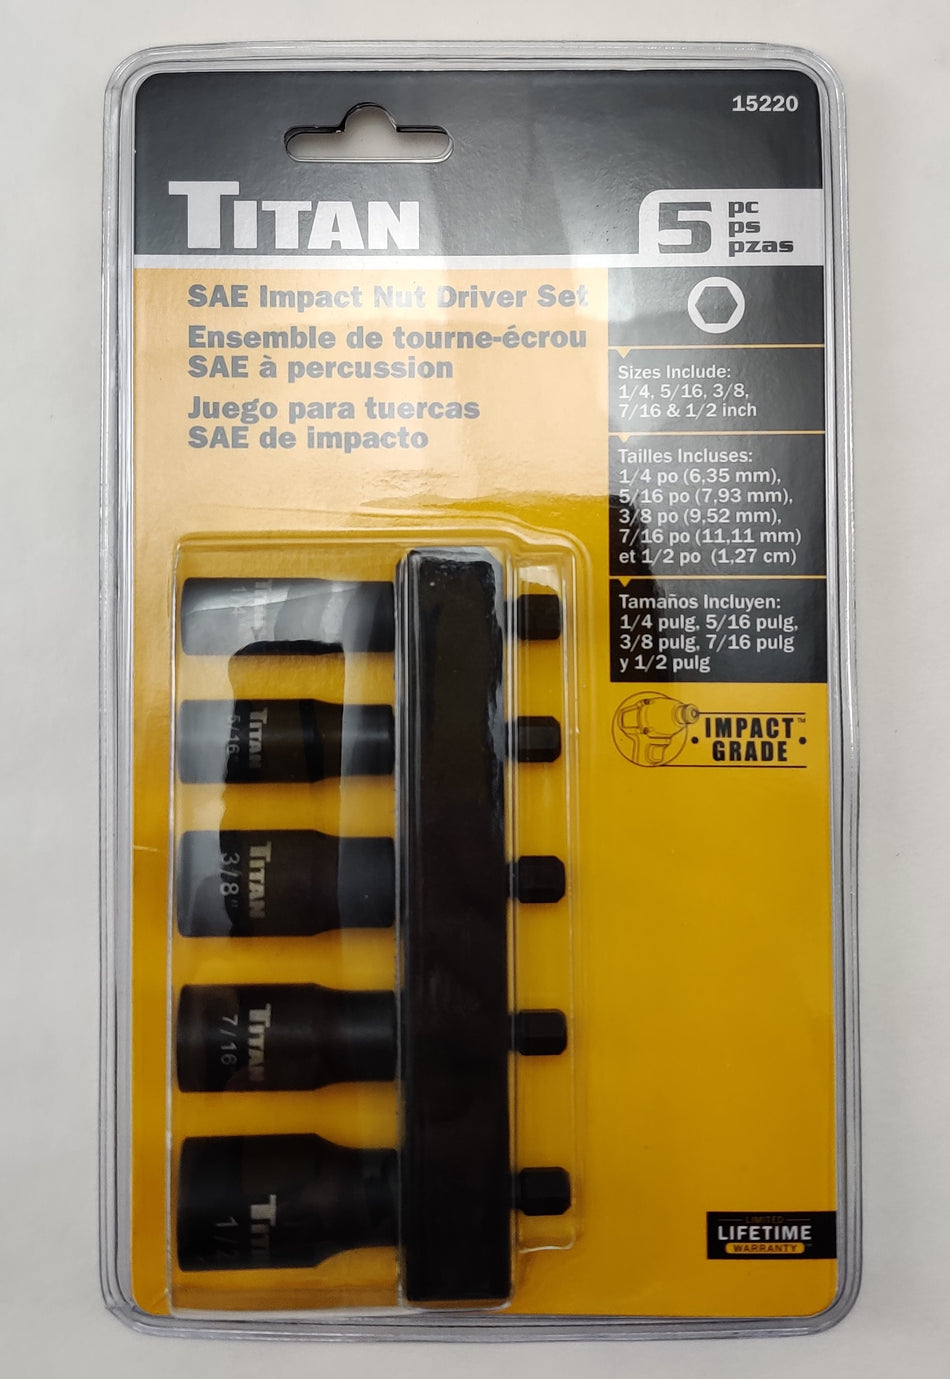 15220
TITAN
5 pc
ps
pzas
SAE Impact Nut Driver Set
Ensemble de tourne-écrou
SAE à percussion
Juego para tuercas
SAE de impacto
Sizes Include:
1/4, 5/16, 3/8,
7/16 & 1/2 inch
Tailles Incluses:
1/4 po (6,35 mm),
5/16 po (7,93 mm),
3/8 po (9,52 mm),
7/16 po (11,11 mm)
et 1/2 po (1,27 cm)
Tamaños Incluyen:
1/4 pulg, 5/16 pulg,
3/8 pulg, 7/16 pulg
y 1/2 pulg
IMPACT™
GRADE
TITAN
5/16
TITAN
3/8"
TITAN
7/16
TITAN
1/2
LIMITED
LIFETIME
WARRANTY